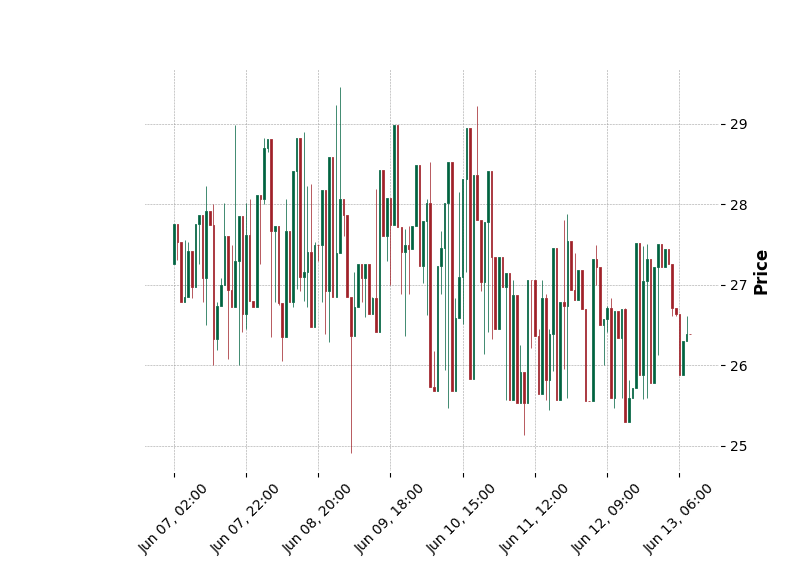 29
28
27
26
25
Price
Jun 07, 02:00
Jun 07, 22:00
Jun 08, 20:00
Jun 09, 18:00
Jun 10, 15:00
Jun 11, 12:00
Jun 12, 09:00
Jun 13, 06:00